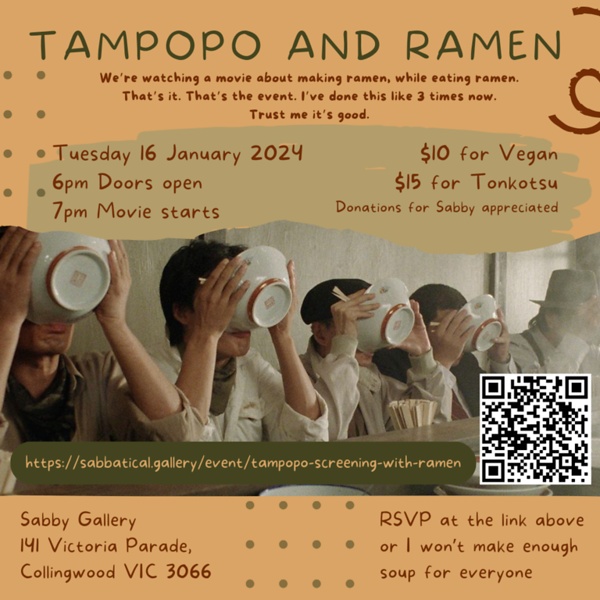 TAMPOPO AND RAMEN
We're watching a movie about making ramen, while eating ramen.
That's it. That's the event. I've done this like 3 times now.
Trust me it's good.
Tuesday 16 January 2024
6pm Doors open
7pm Movie starts
$10 for Vegan
$15 for Tonkotsu
Donations for Sabby appreciated
https://sabbatical.gallery/event/tampopo-screening-with-ramen
Sabby Gallery
141 Victoria Parade,
Collingwood VIC 3066
RSVP at the link above
or I won't make enough
soup for everyone